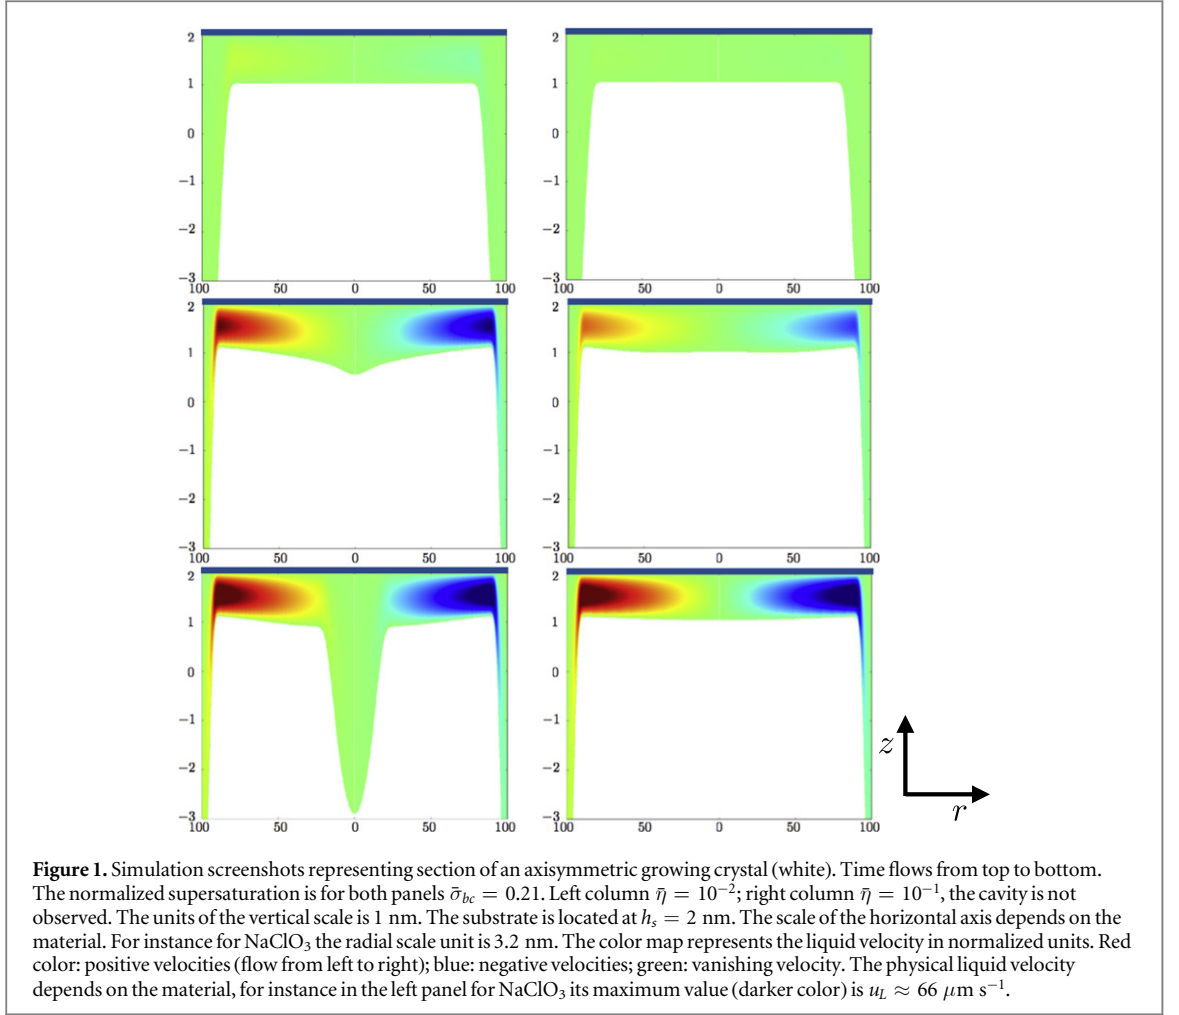 2
1
0
−1
−2
−3
100 50 0 50 100
2
1
0
−1
−2
−3
100 50 0 50 100
2
1
0
−1
−2
−3
100 50 0 50 100
2
1
0
−1
−2
−3
100 50 0 50 100
2
1
0
−1
−2
−3
100 50 0 50 100
2
1
0
−1
−2
−3
100 50 0 50 100
z
r
Figure 1. Simulation screenshots representing section of an axisymmetric growing crystal (white). Time flows from top to bottom.
The normalized supersaturation is for both panels σ̄_bc = 0.21. Left column η̄ = 10⁻²; right column η̄ = 10⁻¹, the cavity is not
observed. The units of the vertical scale is 1 nm. The substrate is located at h_s = 2 nm. The scale of the horizontal axis depends on the
material. For instance for NaClO₃ the radial scale unit is 3.2 nm. The color map represents the liquid velocity in normalized units. Red
color: positive velocities (flow from left to right); blue: negative velocities; green: vanishing velocity. The physical liquid velocity
depends on the material, for instance in the left panel for NaClO₃ its maximum value (darker color) is u_L ≈ 66 μm s⁻¹.